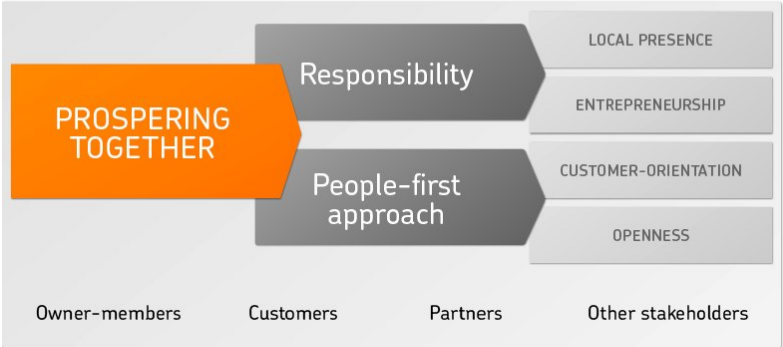 PROSPERING
TOGETHER
Responsibility
People-first
approach
LOCAL PRESENCE
ENTREPRENEURSHIP
CUSTOMER-ORIENTATION
OPENNESS
Owner-members
Customers
Partners
Other stakeholders